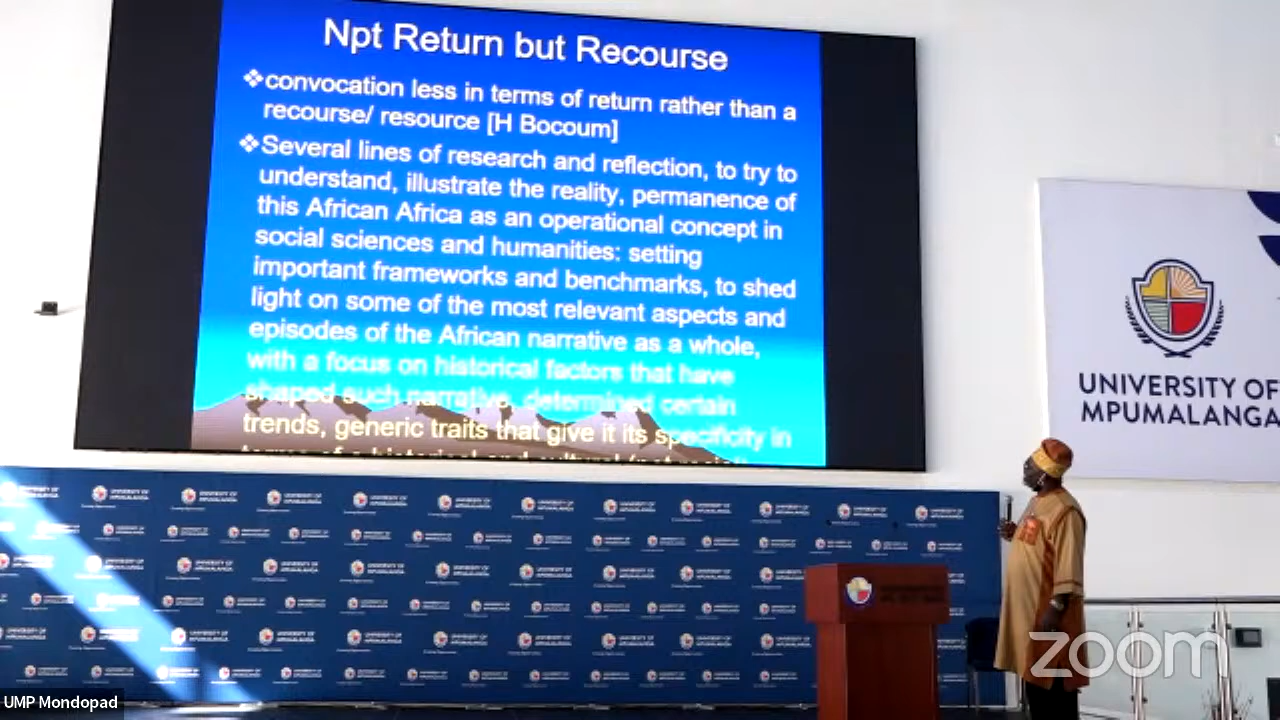 Npt Return but Recourse
❖convocation less in terms of return rather than a
recourse/ resource [H Bocoum]
❖Several lines of research and reflection, to try to
understand, illustrate the reality, permanence of
this African Africa as an operational concept in
social sciences and humanities: setting
important frameworks and benchmarks, to shed
light on some of the most relevant aspects and
episodes of the African narrative as a whole,
with a focus on historical factors that have
shaped such narrative, determined certain
trends, generic traits that give it its specificity in
UNIVERSITY OF
MPUMALANGA
zoom
UMP Mondopad